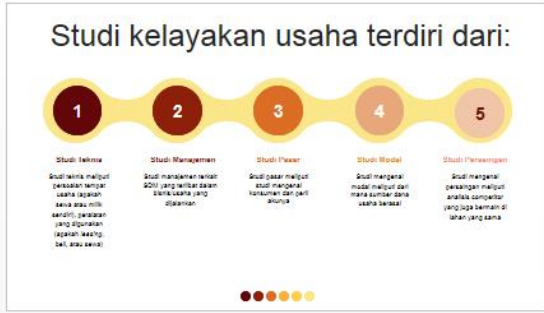 Studi kelayakan usaha terdiri dari:
1
2
3
4
5
Studi Teknis
Studi teknis meliputi
persoalan tempat
usaha (apakah
sewa atau milik
sendiri), peralatan
yang digunakan
(apakah leasing,
beli, atau sewa)
Studi Manajemen
Studi manajemen terkait
SDM yang terlibat dalam
bisnis/usaha yang
dijalankan
Studi Pasar
Studi pasar meliputi
studi mengenai
konsumen dan peril
akunya
Studi Modal
Studi mengenai
modal meliputi dari
mana sumber dana
usaha berasal
Studi Persaingan
Studi mengenai
persaingan meliputi
analisis competitor
yang juga bermain di
lahan yang sama